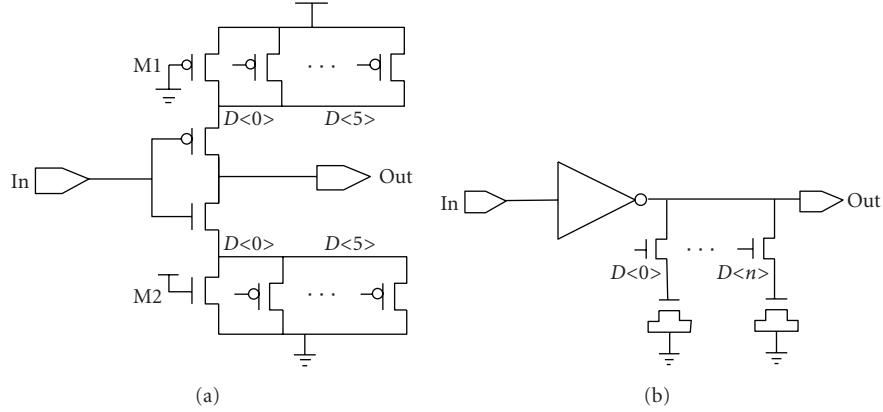 M1
. . .
D<0>
D<5>
In
Out
D<0>
D<5>
M2
. . .
(a)
In
Out
. . .
D<0>
D<n>
(b)